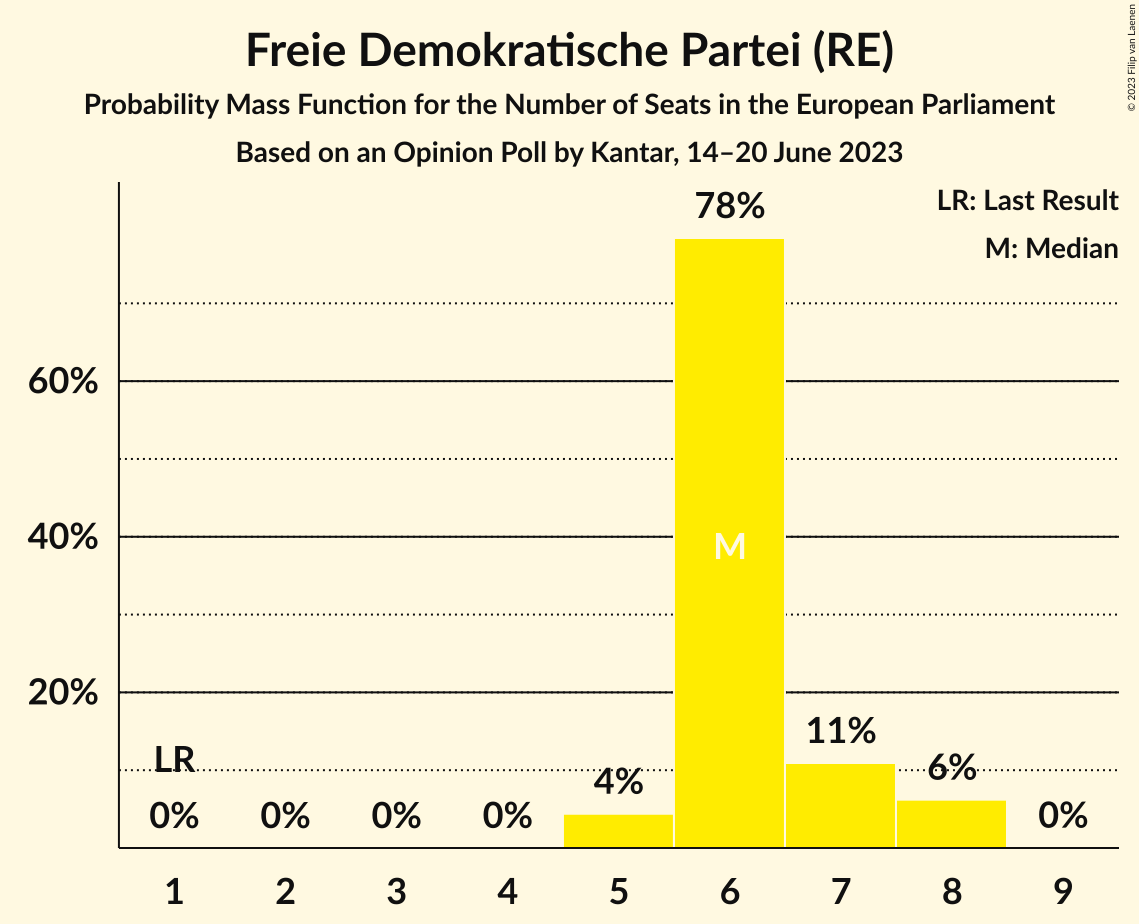 Freie Demokratische Partei (RE)
Probability Mass Function for the Number of Seats in the European Parliament
Based on an Opinion Poll by Kantar, 14–20 June 2023
© 2023 Filip van Laenen
LR: Last Result
M: Median
78%
60%
40%
M
20%
11%
LR
6%
4%
0% 0% 0% 0% 0%
1 2 3 4 5 6 7 8 9